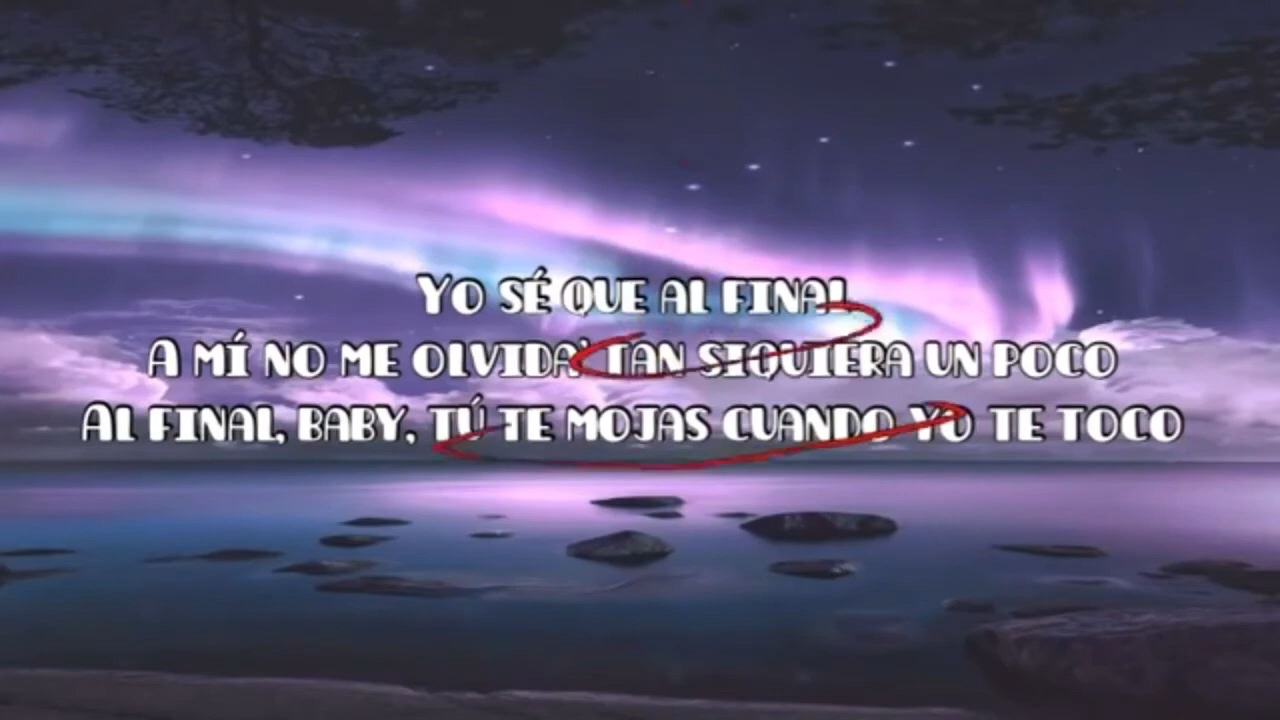 YO SÉ QUE AL FINAL
A MÍ NO ME OLVIDA' TAN SIQUIERA UN POCO
AL FINAL, BABY, TÚ TE MOJAS CUANDO YO TE TOCO